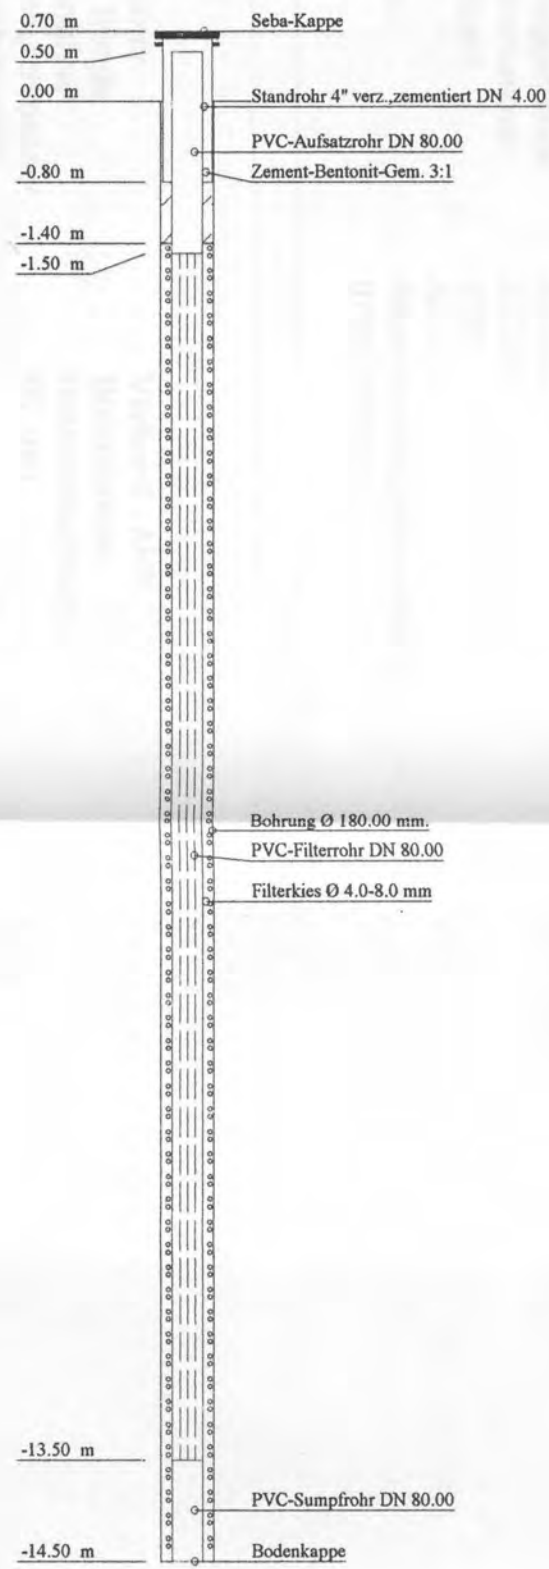 0.70 m
Seba-Kappe
0.50 m
0.00 m
Standrohr 4" verz.,zementiert DN 4.00
PVC-Aufsatzrohr DN 80.00
-0.80 m
Zement-Bentonit-Gem. 3:1
-1.40 m
-1.50 m
Bohrung Ø 180.00 mm.
PVC-Filterrohr DN 80.00
Filterkies Ø 4.0-8.0 mm
-13.50 m
PVC-Sumpfrohr DN 80.00
-14.50 m
Bodenkappe